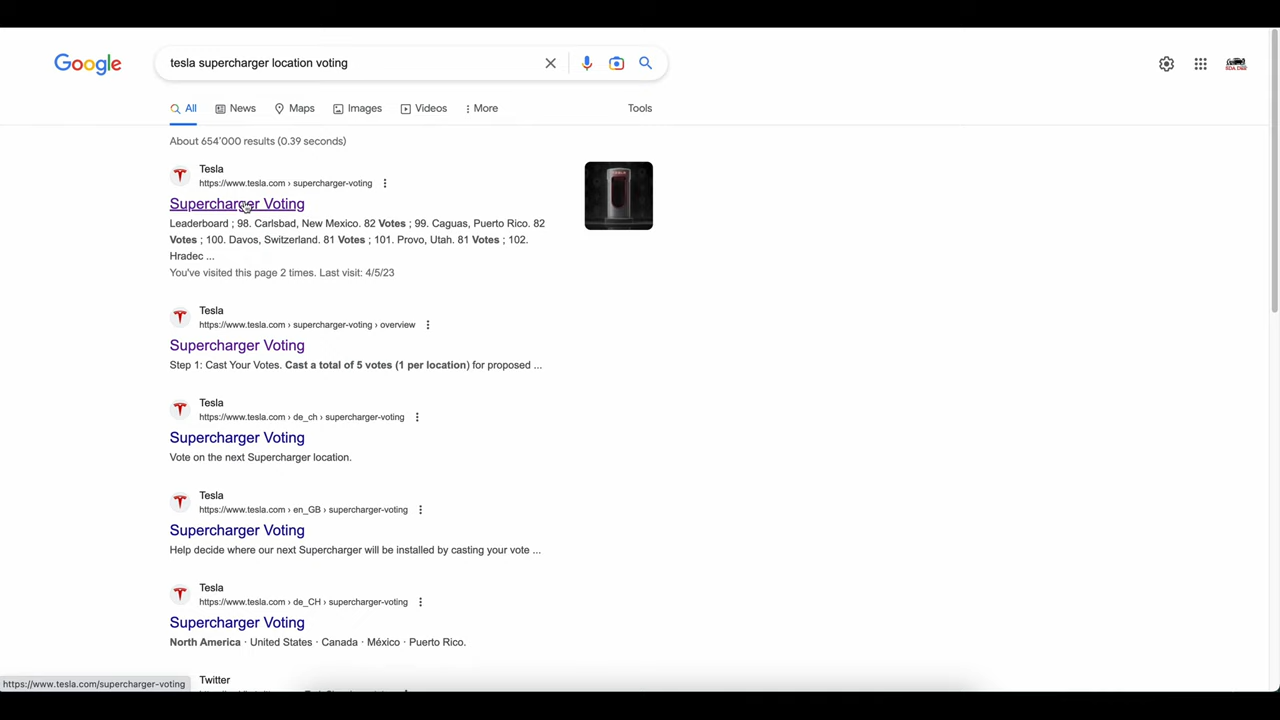 Google
tesla supercharger location voting
All
News
Maps
Images
Videos
More
Tools
About 654'000 results (0.39 seconds)
Tesla
https://www.tesla.com › supercharger-voting
Supercharger Voting
Leaderboard ; 98. Carlsbad, New Mexico. 82 Votes ; 99. Caguas, Puerto Rico. 82
Votes ; 100. Davos, Switzerland. 81 Votes ; 101. Provo, Utah. 81 Votes ; 102.
Hradec ...
You've visited this page 2 times. Last visit: 4/5/23
Tesla
https://www.tesla.com › supercharger-voting › overview
Supercharger Voting
Step 1: Cast Your Votes. Cast a total of 5 votes (1 per location) for proposed ...
Tesla
https://www.tesla.com › de_ch › supercharger-voting
Supercharger Voting
Vote on the next Supercharger location.
Tesla
https://www.tesla.com › en_GB › supercharger-voting
Supercharger Voting
Help decide where our next Supercharger will be installed by casting your vote ...
Tesla
https://www.tesla.com › de_CH › supercharger-voting
Supercharger Voting
North America · United States · Canada · México · Puerto Rico.
Twitter
https://www.tesla.com/supercharger-voting